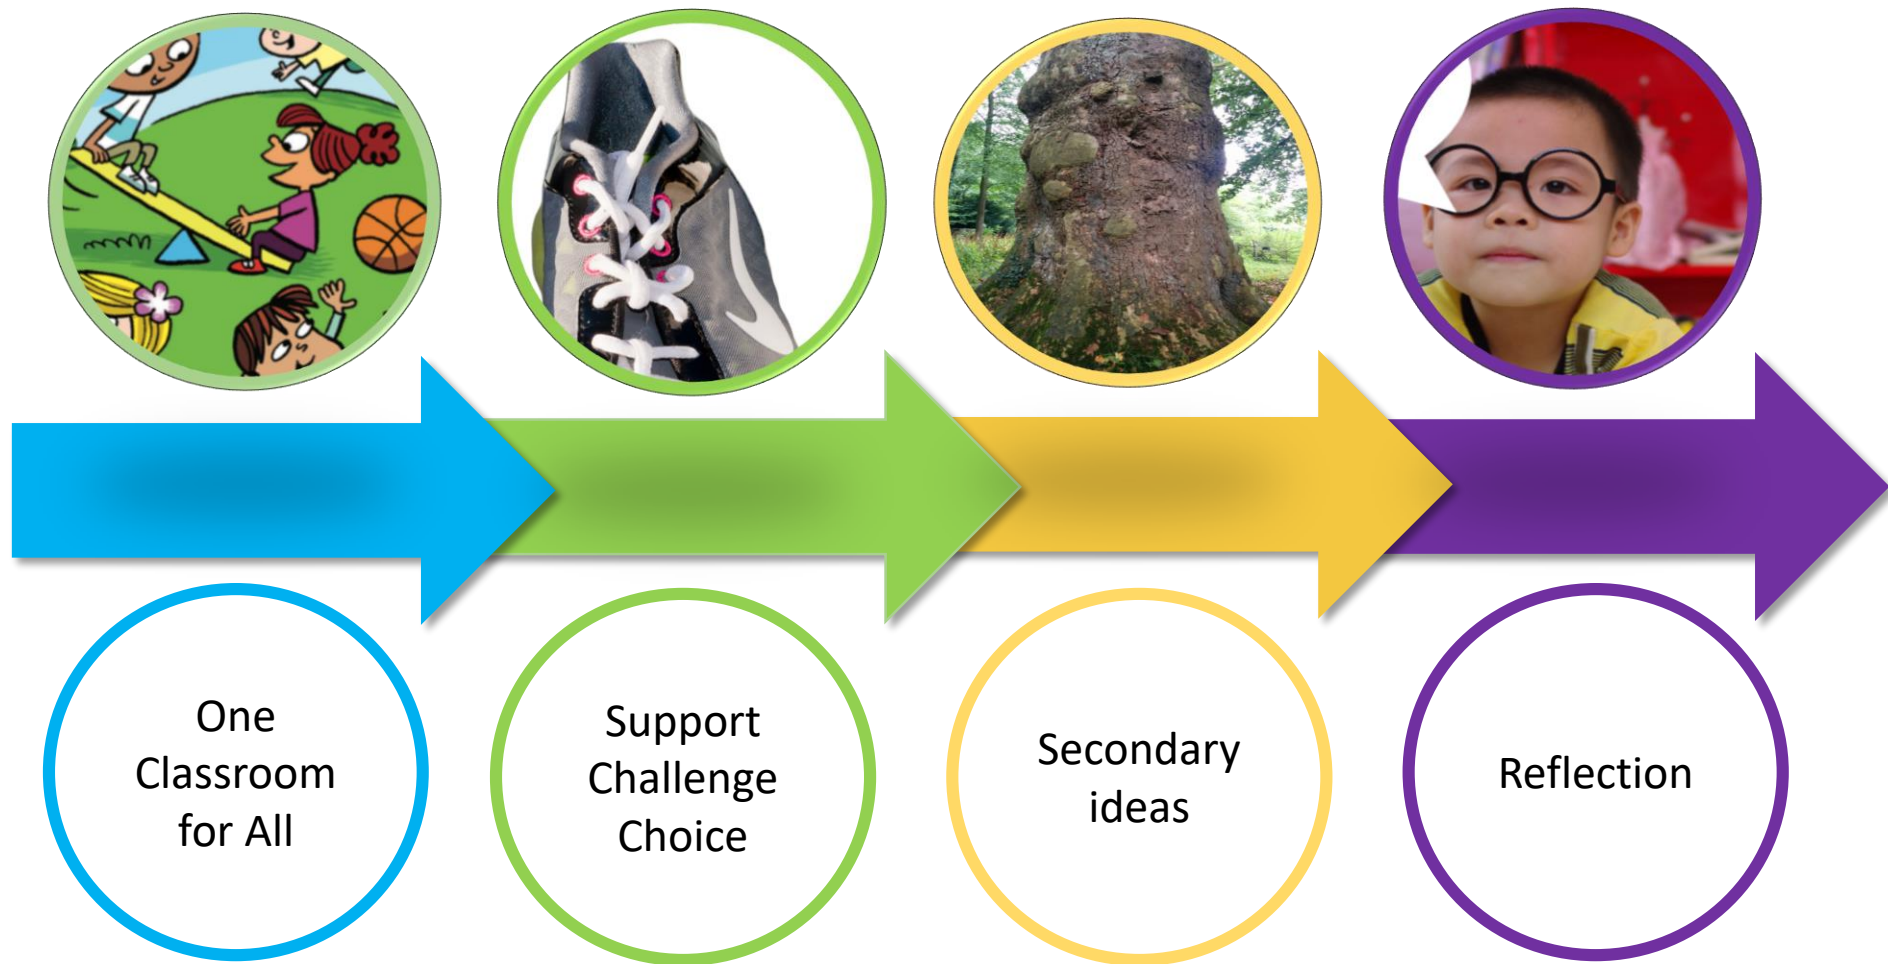 One
Classroom
for All
Support
Challenge
Choice
Secondary
ideas
Reflection